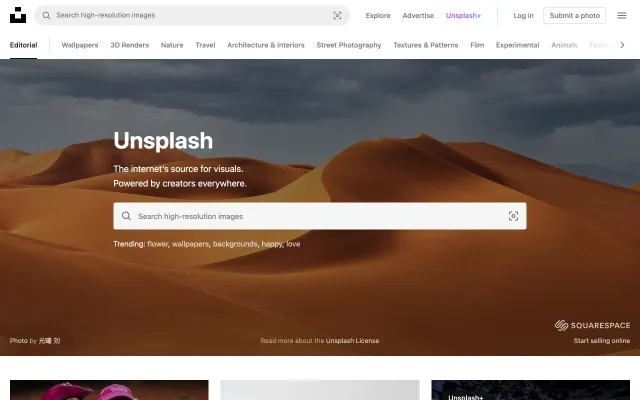 Search high-resolution images
Explore
Advertise
Unsplash+
Log in
Submit a photo
Editorial
Wallpapers
3D Renders
Nature
Travel
Architecture & Interiors
Street Photography
Textures & Patterns
Film
Experimental
Animals
Unsplash
The internet's source for visuals.
Powered by creators everywhere.
Search high-resolution images
Trending: flower, wallpapers, backgrounds, happy, love
SQUARESPACE
Photo by 光曦 刘
Read more about the Unsplash License
Start selling online
Unsplash+